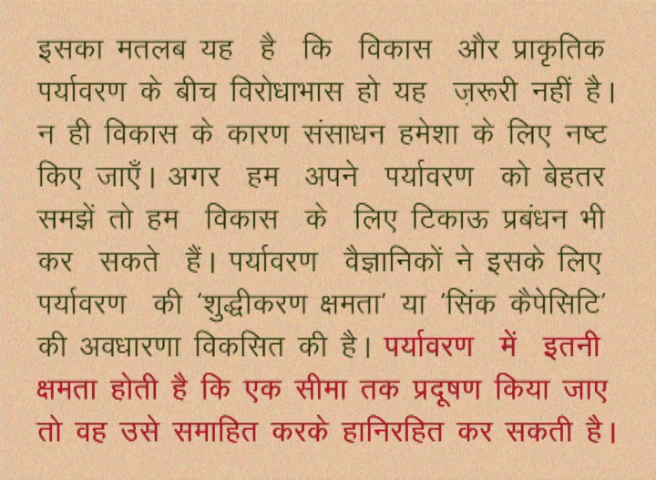 इसका मतलब यह है कि विकास और प्राकृतिक
पर्यावरण के बीच विरोधाभास हो यह ज़रूरी नहीं है।
न ही विकास के कारण संसाधन हमेशा के लिए नष्ट
किए जाएँ। अगर हम अपने पर्यावरण को बेहतर
समझें तो हम विकास के लिए टिकाऊ प्रबंधन भी
कर सकते हैं। पर्यावरण वैज्ञानिकों ने इसके लिए
पर्यावरण की ‘शुद्धीकरण क्षमता’ या ‘सिंक कैपेसिटि’
की अवधारणा विकसित की है। पर्यावरण में इतनी
क्षमता होती है कि एक सीमा तक प्रदूषण किया जाए
तो वह उसे समाहित करके हानिरहित कर सकती है।